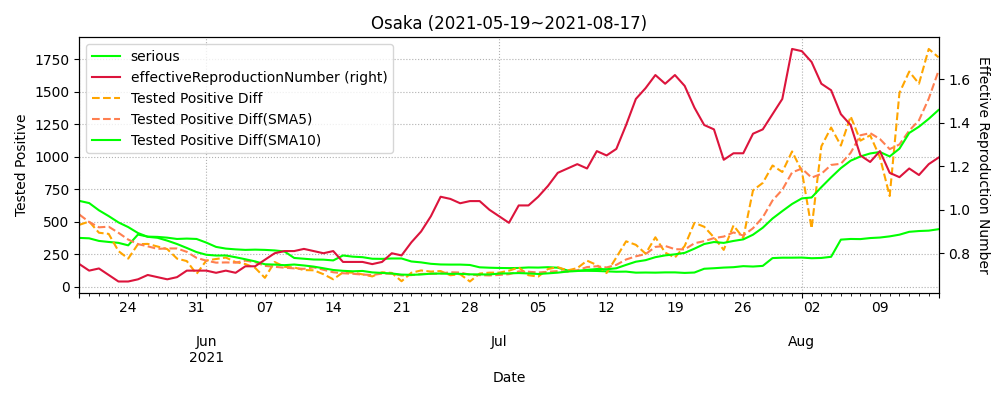 Osaka (2021-05-19~2021-08-17)
serious
effectiveReproductionNumber (right)
Tested Positive Diff
Tested Positive Diff(SMA5)
Tested Positive Diff(SMA10)
Tested Positive
1750
1500
1250
1000
750
500
250
0
Effective Reproduction Number
1.6
1.4
1.2
1.0
0.8
24 31 07 14 21 28 05 12 19 26 02 09
Jun Jul Aug
2021
Date